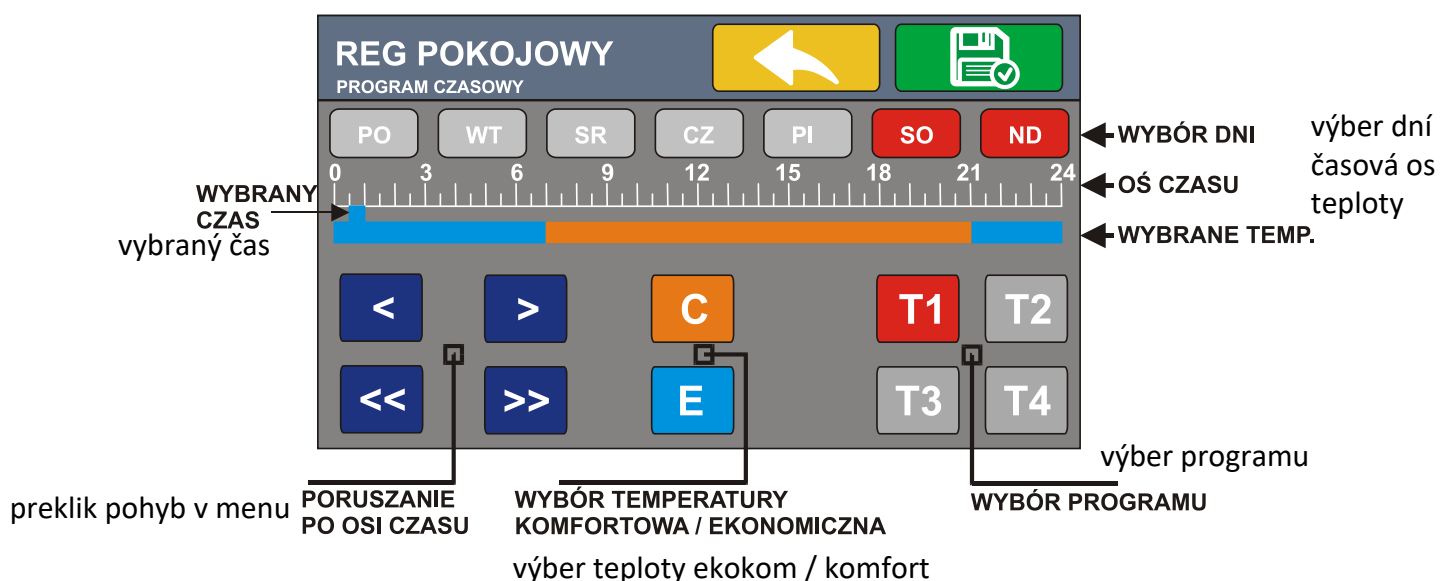 REG POKOJOWY
PROGRAM CZASOWY
PO WT SR CZ PI SO ND
WYBÓR DNI
výber dní
0 3 6 9 12 15 18 21 24
OŚ CZASU
časová os
WYBRANY
CZAS
vybraný čas
WYBRANE TEMP.
teploty
< > C T1 T2
<< >> E T3 T4
preklik pohyb v menu
PORUSZANIE
PO OSI CZASU
WYBÓR TEMPERATURY
KOMFORTOWA / EKONOMICZNA
výber teploty ekokom / komfort
výber programu
WYBÓR PROGRAMU